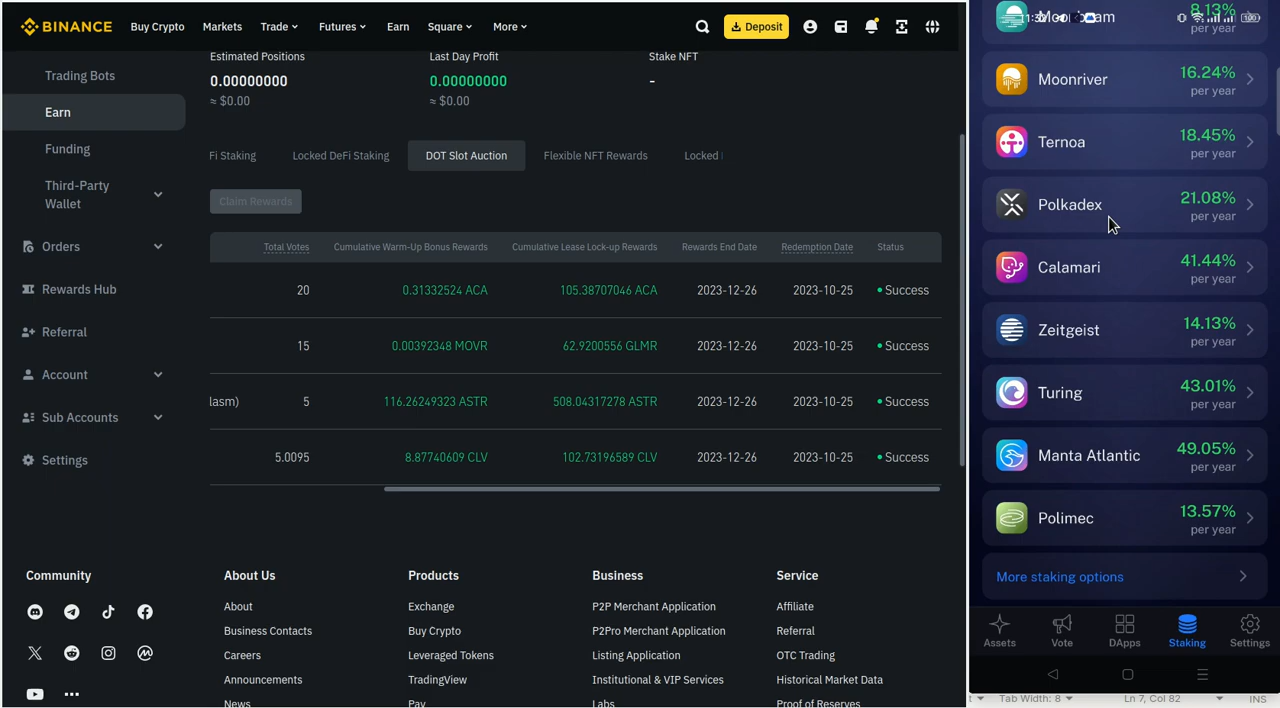 BINANCE Buy Crypto Markets Trade Futures Earn Square More Deposit
Trading Bots
Earn
Funding
Third-Party
Wallet
Orders
Rewards Hub
Referral
Account
Sub Accounts
Settings
Estimated Positions Last Day Profit Stake NFT
0.00000000 0.00000000 -
≈ $0.00 ≈ $0.00
Fi Staking Locked DeFi Staking DOT Slot Auction Flexible NFT Rewards Locked
Claim Rewards
Total Votes Cumulative Warm-Up Bonus Rewards Cumulative Lease Lock-up Rewards Rewards End Date Redemption Date Status
20 0.31332524 ACA 105.38707046 ACA 2023-12-26 2023-10-25 Success
15 0.00392348 MOVR 62.9200556 GLMR 2023-12-26 2023-10-25 Success
lasm) 5 116.26249323 ASTR 508.04317278 ASTR 2023-12-26 2023-10-25 Success
5.0095 8.87740609 CLV 102.73196589 CLV 2023-12-26 2023-10-25 Success
Community
About Us
About
Business Contacts
Careers
Announcements
News
Products
Exchange
Buy Crypto
Leveraged Tokens
TradingView
Pay
Business
P2P Merchant Application
P2Pro Merchant Application
Listing Application
Institutional & VIP Services
Labs
Service
Affiliate
Referral
OTC Trading
Historical Market Data
Proof of Reserves
8.13%
per year
Moonriver 16.24%
per year
Ternoa 18.45%
per year
Polkadex 21.08%
per year
Calamari 41.44%
per year
Zeitgeist 14.13%
per year
Turing 43.01%
per year
Manta Atlantic 49.05%
per year
Polimec 13.57%
per year
More staking options
Assets Vote DApps Staking Settings
Tab Width: 8 Ln 7, Col 82 INS